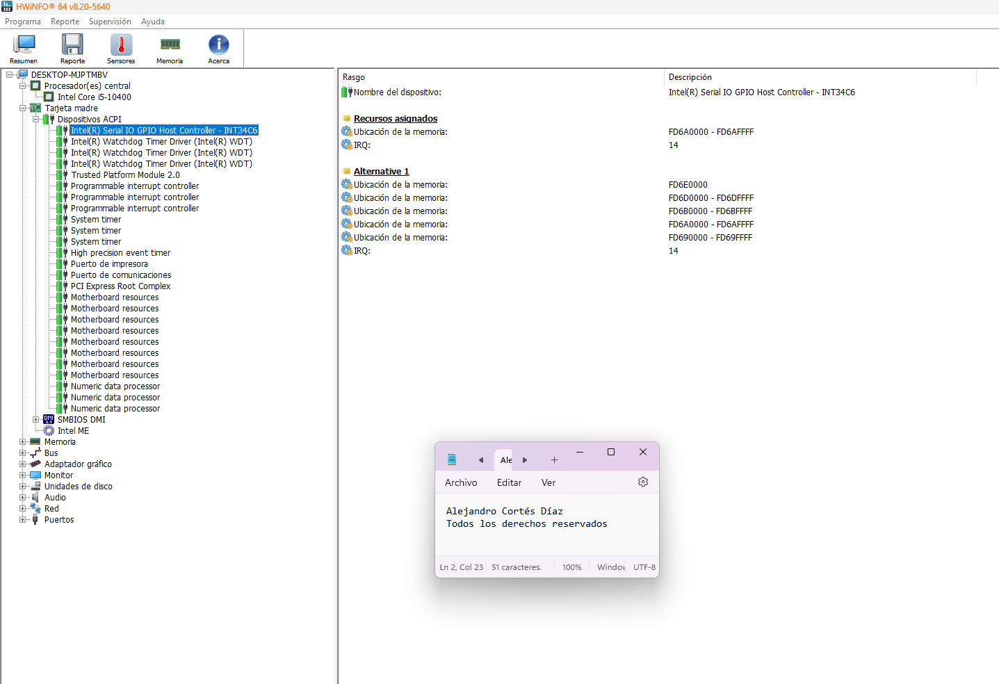 HWiNFO® 64 v8.20-5640
Programa Reporte Supervisión Ayuda
Resumen Reporte Sensores Memoria Acerca
DESKTOP-MJPTMBV
Procesador(es) central
Intel Core i5-10400
Tarjeta madre
Dispositivos ACPI
Intel(R) Serial IO GPIO Host Controller - INT34C6
Intel(R) Watchdog Timer Driver (Intel(R) WDT)
Intel(R) Watchdog Timer Driver (Intel(R) WDT)
Intel(R) Watchdog Timer Driver (Intel(R) WDT)
Trusted Platform Module 2.0
Programmable interrupt controller
Programmable interrupt controller
Programmable interrupt controller
System timer
System timer
System timer
High precision event timer
Puerto de impresora
Puerto de comunicaciones
PCI Express Root Complex
Motherboard resources
Motherboard resources
Motherboard resources
Motherboard resources
Motherboard resources
Motherboard resources
Motherboard resources
Motherboard resources
Numeric data processor
Numeric data processor
Numeric data processor
SMBIOS DMI
Intel ME
Memoria
Bus
Adaptador gráfico
Monitor
Unidades de disco
Audio
Red
Puertos
Rasgo Descripción
Nombre del dispositivo: Intel(R) Serial IO GPIO Host Controller - INT34C6
Recursos asignados
Ubicación de la memoria: FD6A0000 - FD6AFFFF
IRQ: 14
Alternative 1
Ubicación de la memoria: FD6E0000
Ubicación de la memoria: FD6D0000 - FD6DFFFF
Ubicación de la memoria: FD6B0000 - FD6BFFFF
Ubicación de la memoria: FD6A0000 - FD6AFFFF
Ubicación de la memoria: FD690000 - FD69FFFF
IRQ: 14
Ale
Archivo Editar Ver
Alejandro Cortés Díaz
Todos los derechos reservados
Ln 2, Col 23 51 caracteres. 100% Window UTF-8